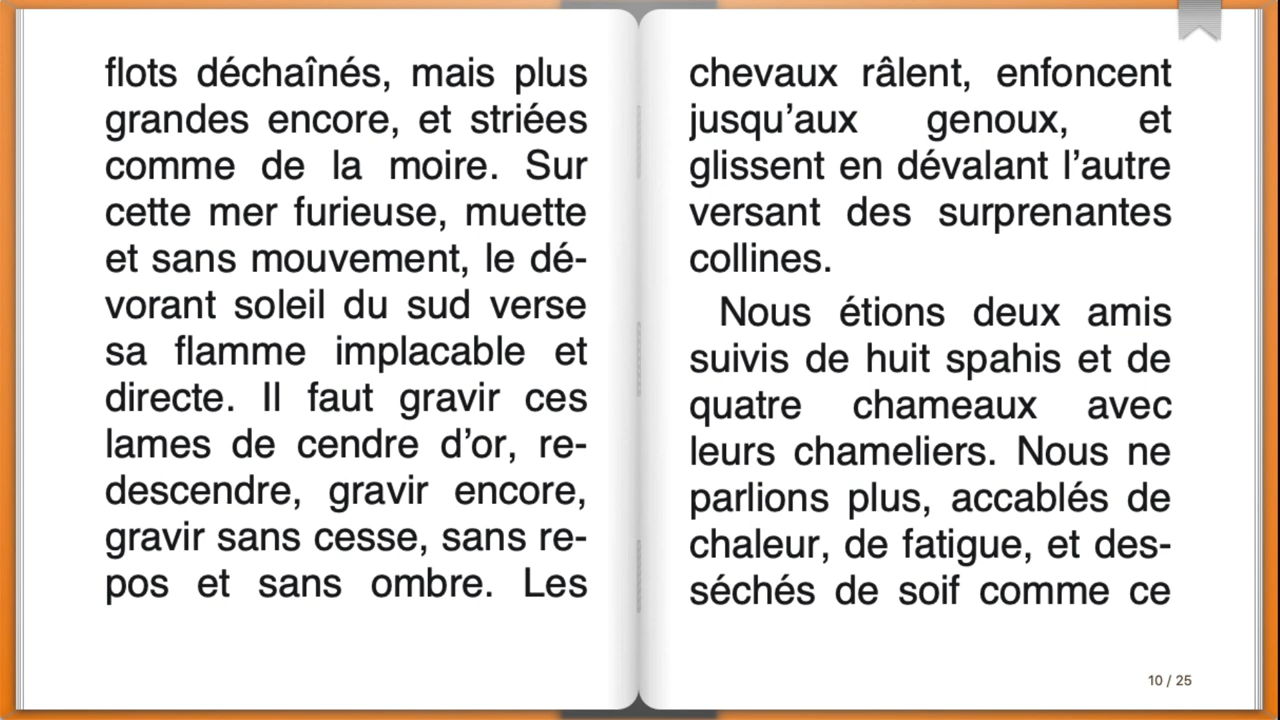 flots déchaînés, mais plus
grandes encore, et striées
comme de la moire. Sur
cette mer furieuse, muette
et sans mouvement, le dé-
vorant soleil du sud verse
sa flamme implacable et
directe. Il faut gravir ces
lames de cendre d’or, re-
descendre, gravir encore,
gravir sans cesse, sans re-
pos et sans ombre. Les
chevaux râlent, enfoncent
jusqu’aux genoux, et
glissent en dévalant l’autre
versant des surprenantes
collines.
Nous étions deux amis
suivis de huit spahis et de
quatre chameaux avec
leurs chameliers. Nous ne
parlions plus, accablés de
chaleur, de fatigue, et des-
séchés de soif comme ce
10 / 25